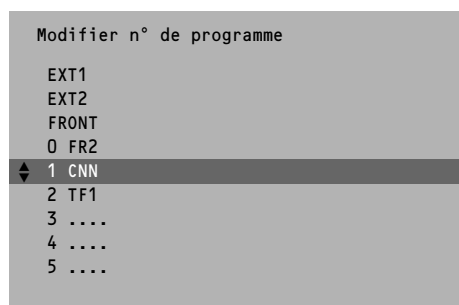 Modifier n° de programme
EXT1
EXT2
FRONT
0 FR2
1 CNN
2 TF1
3 ....
4 ....
5 ....